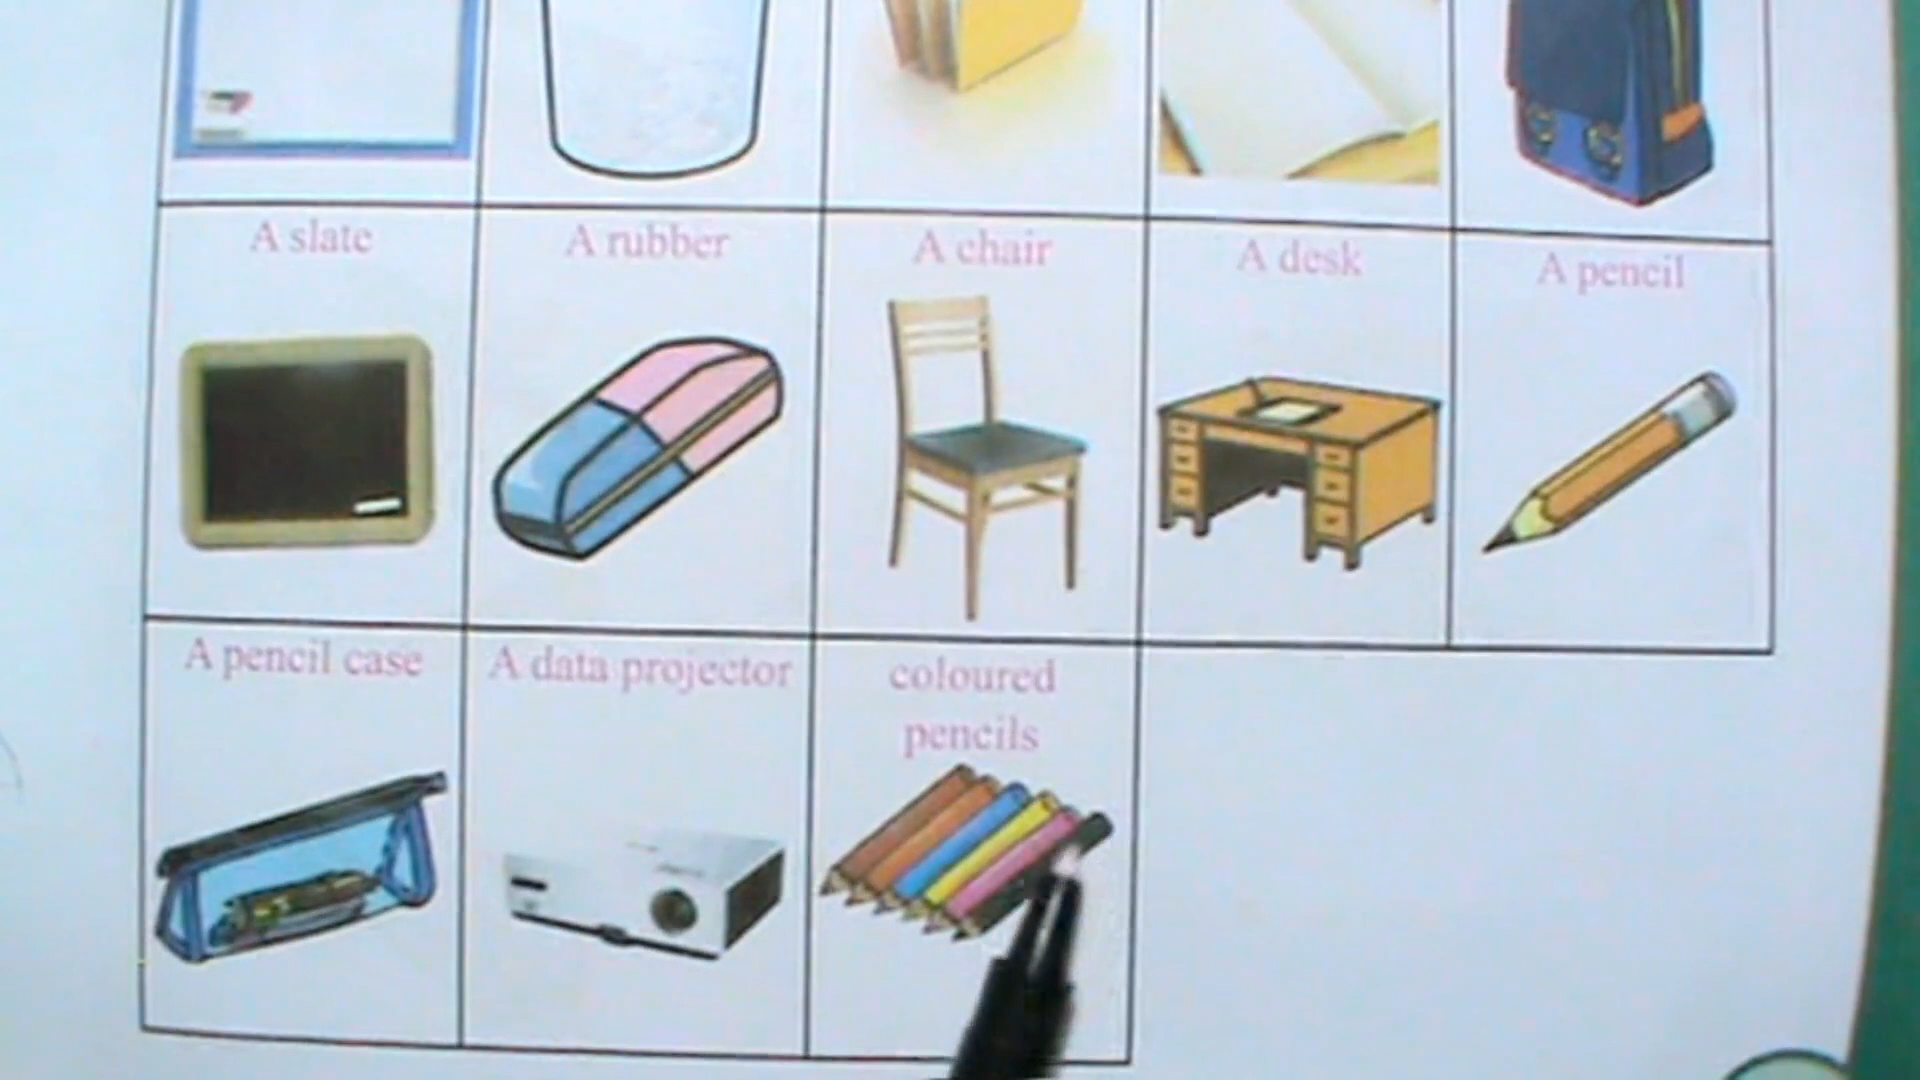 A slate
A rubber
A chair
A desk
A pencil
A pencil case
A data projector
coloured
pencils